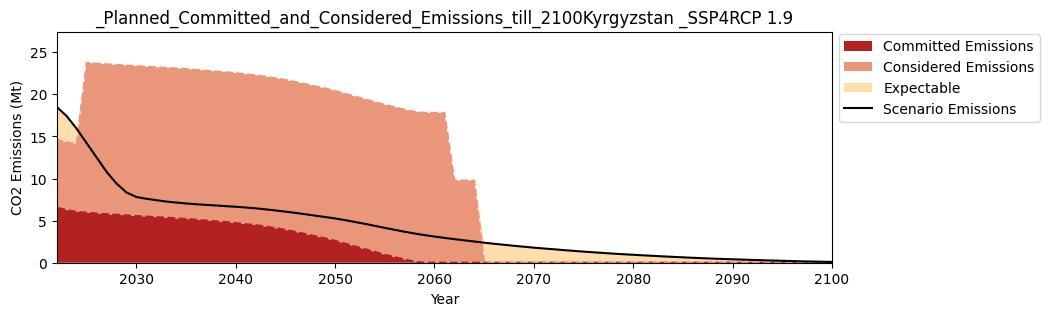 _Planned_Committed_and_Considered_Emissions_till_2100Kyrgyzstan _SSP4RCP 1.9
Committed Emissions
Considered Emissions
Expectable
Scenario Emissions
CO2 Emissions (Mt)
25
20
15
10
5
0
2030
2040
2050
2060
2070
2080
2090
2100
Year